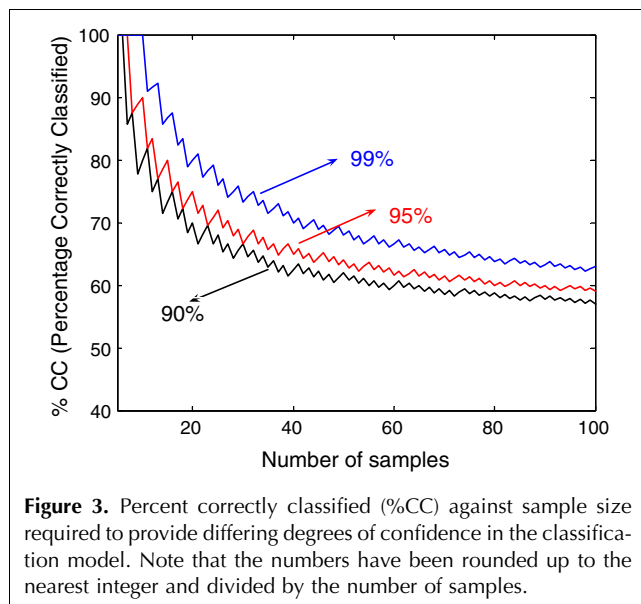 % CC (Percentage Correctly Classified)
100
90
80
70
60
50
40
99%
95%
90%
20
40
60
80
100
Number of samples
Figure 3. Percent correctly classified (%CC) against sample size
required to provide differing degrees of confidence in the classifica-
tion model. Note that the numbers have been rounded up to the
nearest integer and divided by the number of samples.